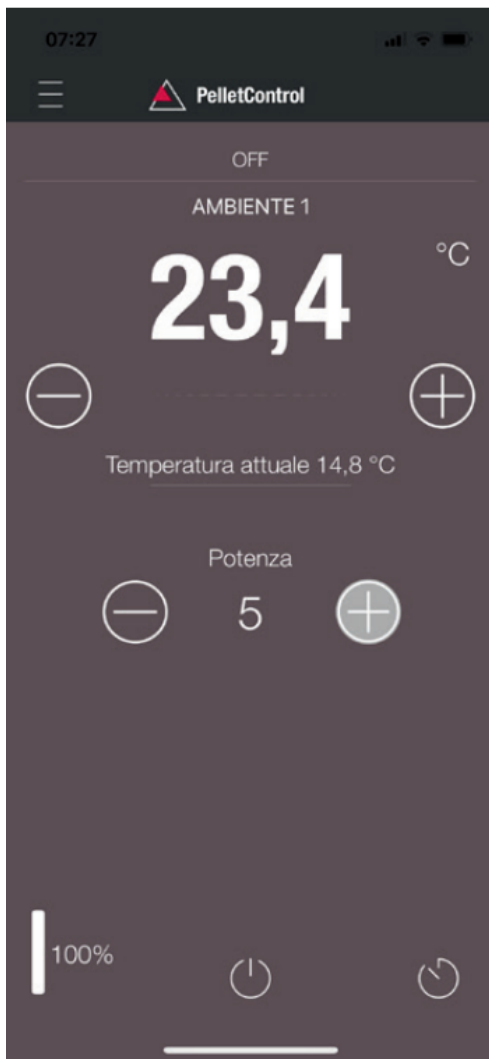 07:27
PelletControl
OFF
AMBIENTE 1
23,4
°C
Temperatura attuale 14,8 °C
Potenza
5
100%